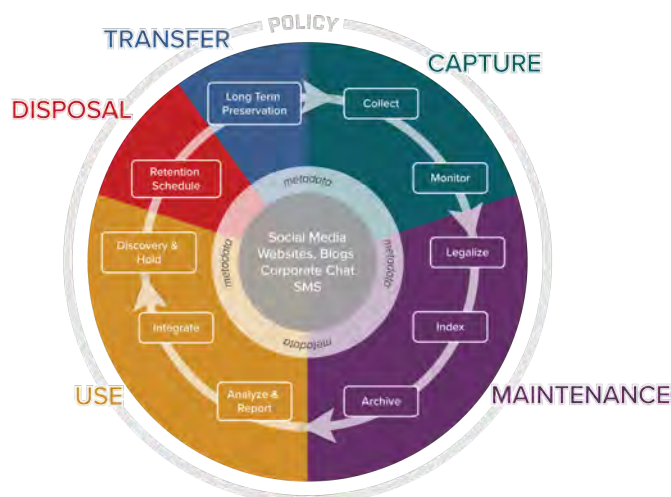 POLICY
TRANSFER
CAPTURE
DISPOSAL
Long Term
Preservation
Collect
Retention
Schedule
Monitor
metadata
Discovery &
Hold
metadata
Social Media
Websites, Blogs
Corporate Chat
SMS
metadata
Legalize
Integrate
metadata
Index
USE
Analyze &
Report
Archive
MAINTENANCE